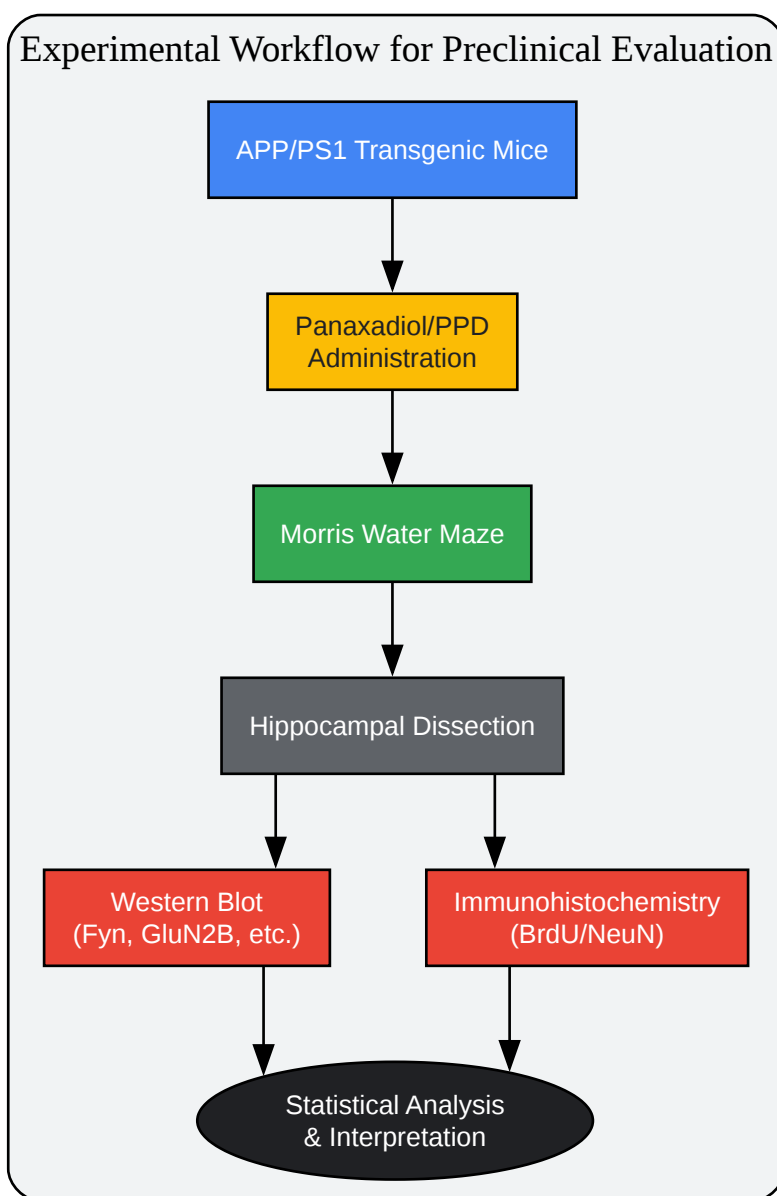 Experimental Workflow for Preclinical Evaluation
APP/PS1 Transgenic Mice
Panaxadiol/PPD
Administration
Morris Water Maze
Hippocampal Dissection
Western Blot
(Fyn, GluN2B, etc.)
Immunohistochemistry
(BrdU/NeuN)
Statistical Analysis
& Interpretation